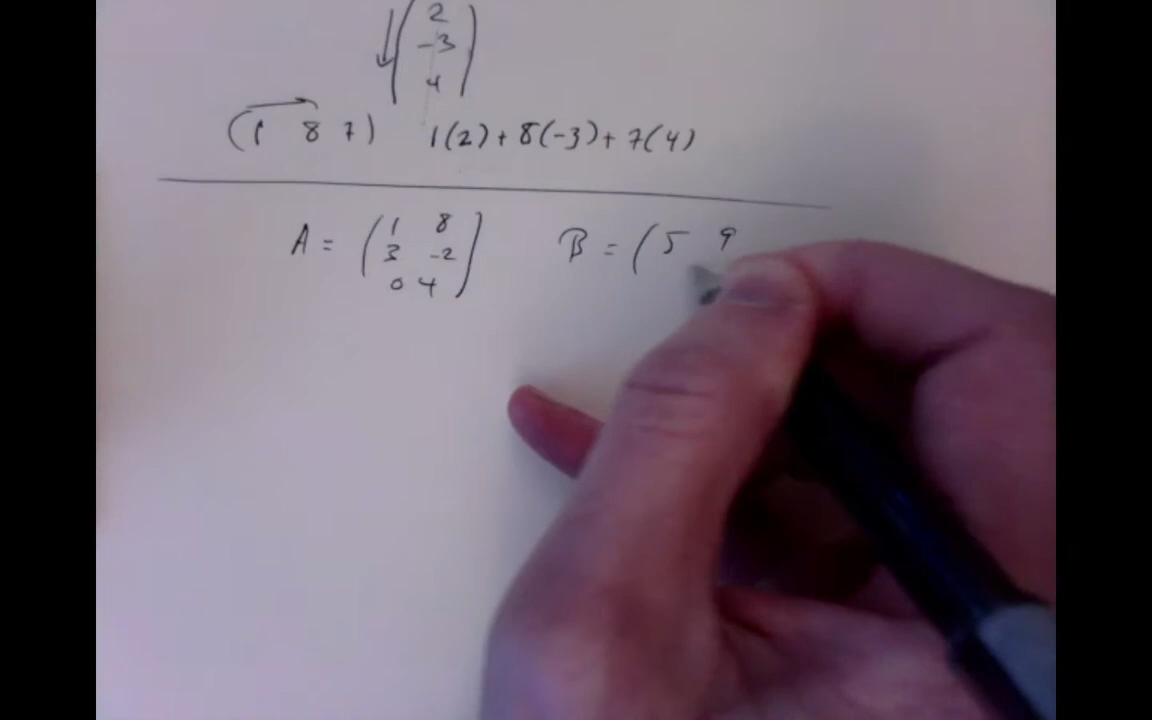 2
-3
4
(1 8 7) 1(2) + 8(-3) + 7(4)
A = (1 8) B = (5 9
3 -2
0 4